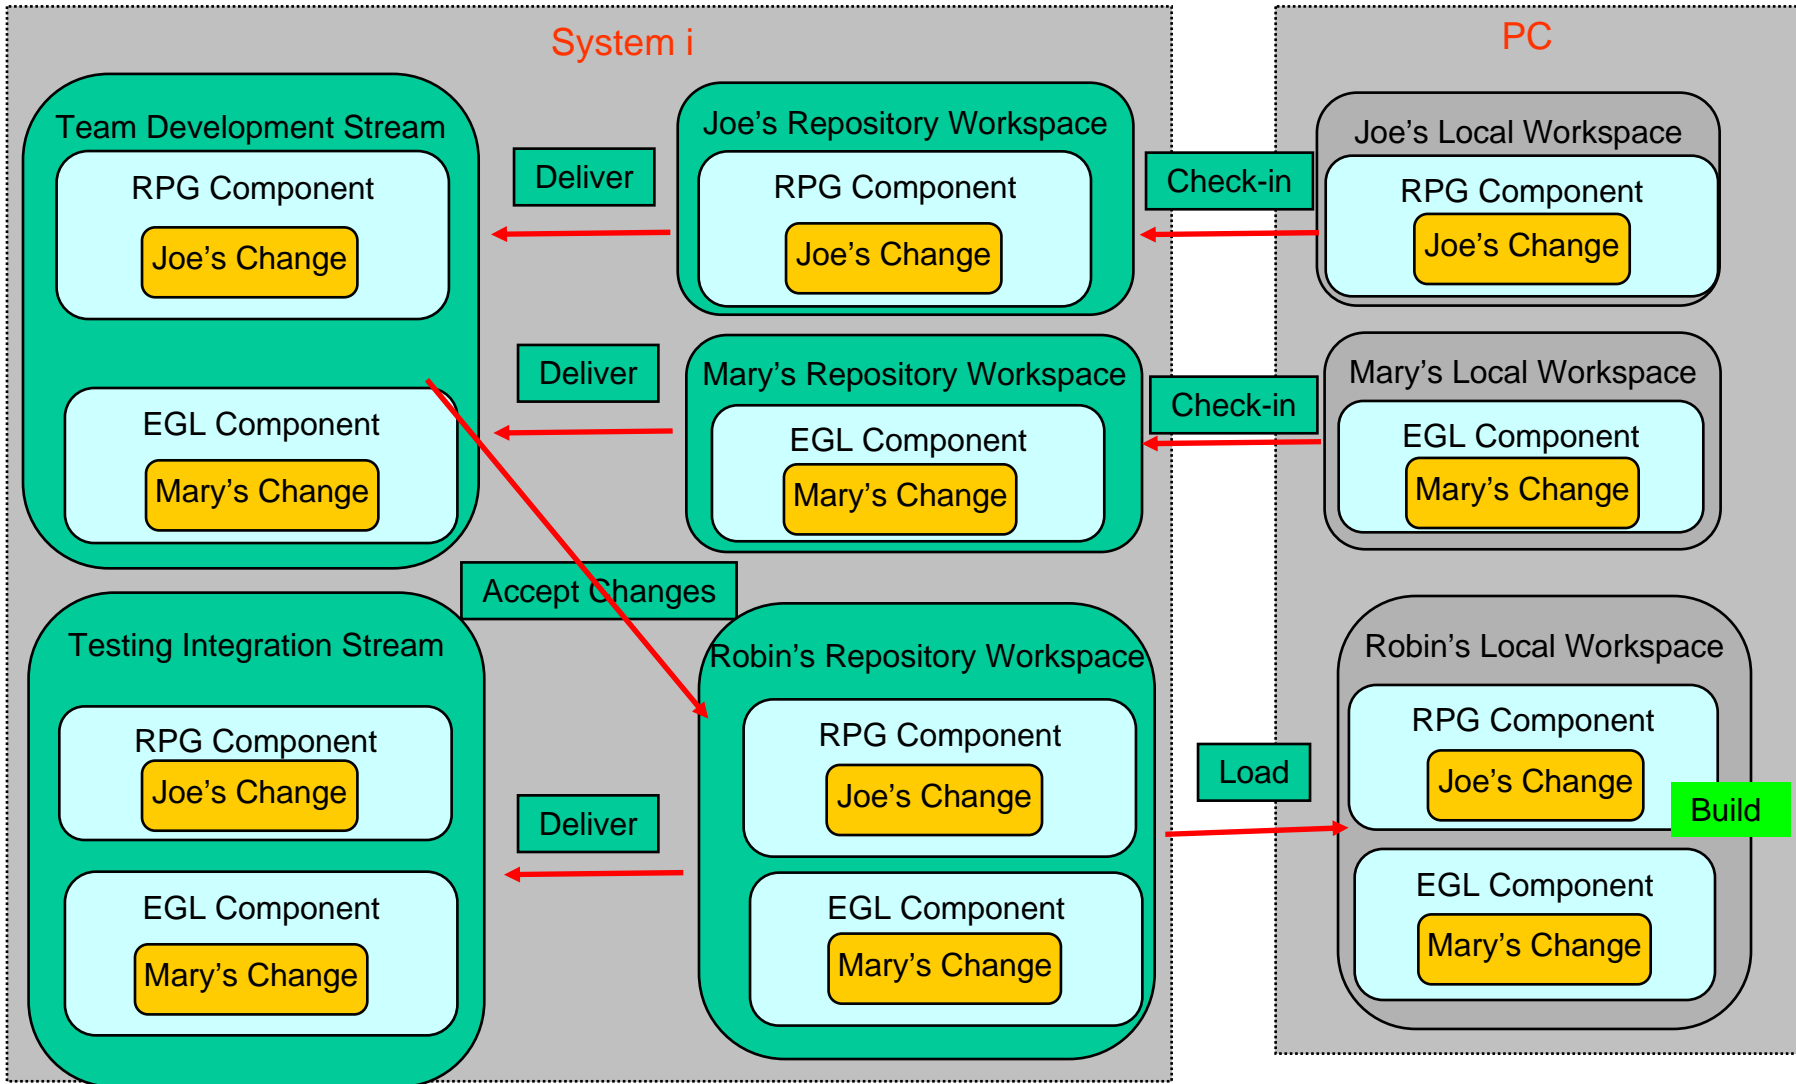 System i
PC
Team Development Stream
RPG Component
Joe's Change
EGL Component
Mary's Change
Deliver
Joe's Repository Workspace
RPG Component
Joe's Change
Check-in
Joe's Local Workspace
RPG Component
Joe's Change
Deliver
Mary's Repository Workspace
EGL Component
Mary's Change
Check-in
Mary's Local Workspace
EGL Component
Mary's Change
Accept Changes
Testing Integration Stream
RPG Component
Joe's Change
EGL Component
Mary's Change
Deliver
Robin's Repository Workspace
RPG Component
Joe's Change
EGL Component
Mary's Change
Load
Robin's Local Workspace
RPG Component
Joe's Change
Build
EGL Component
Mary's Change